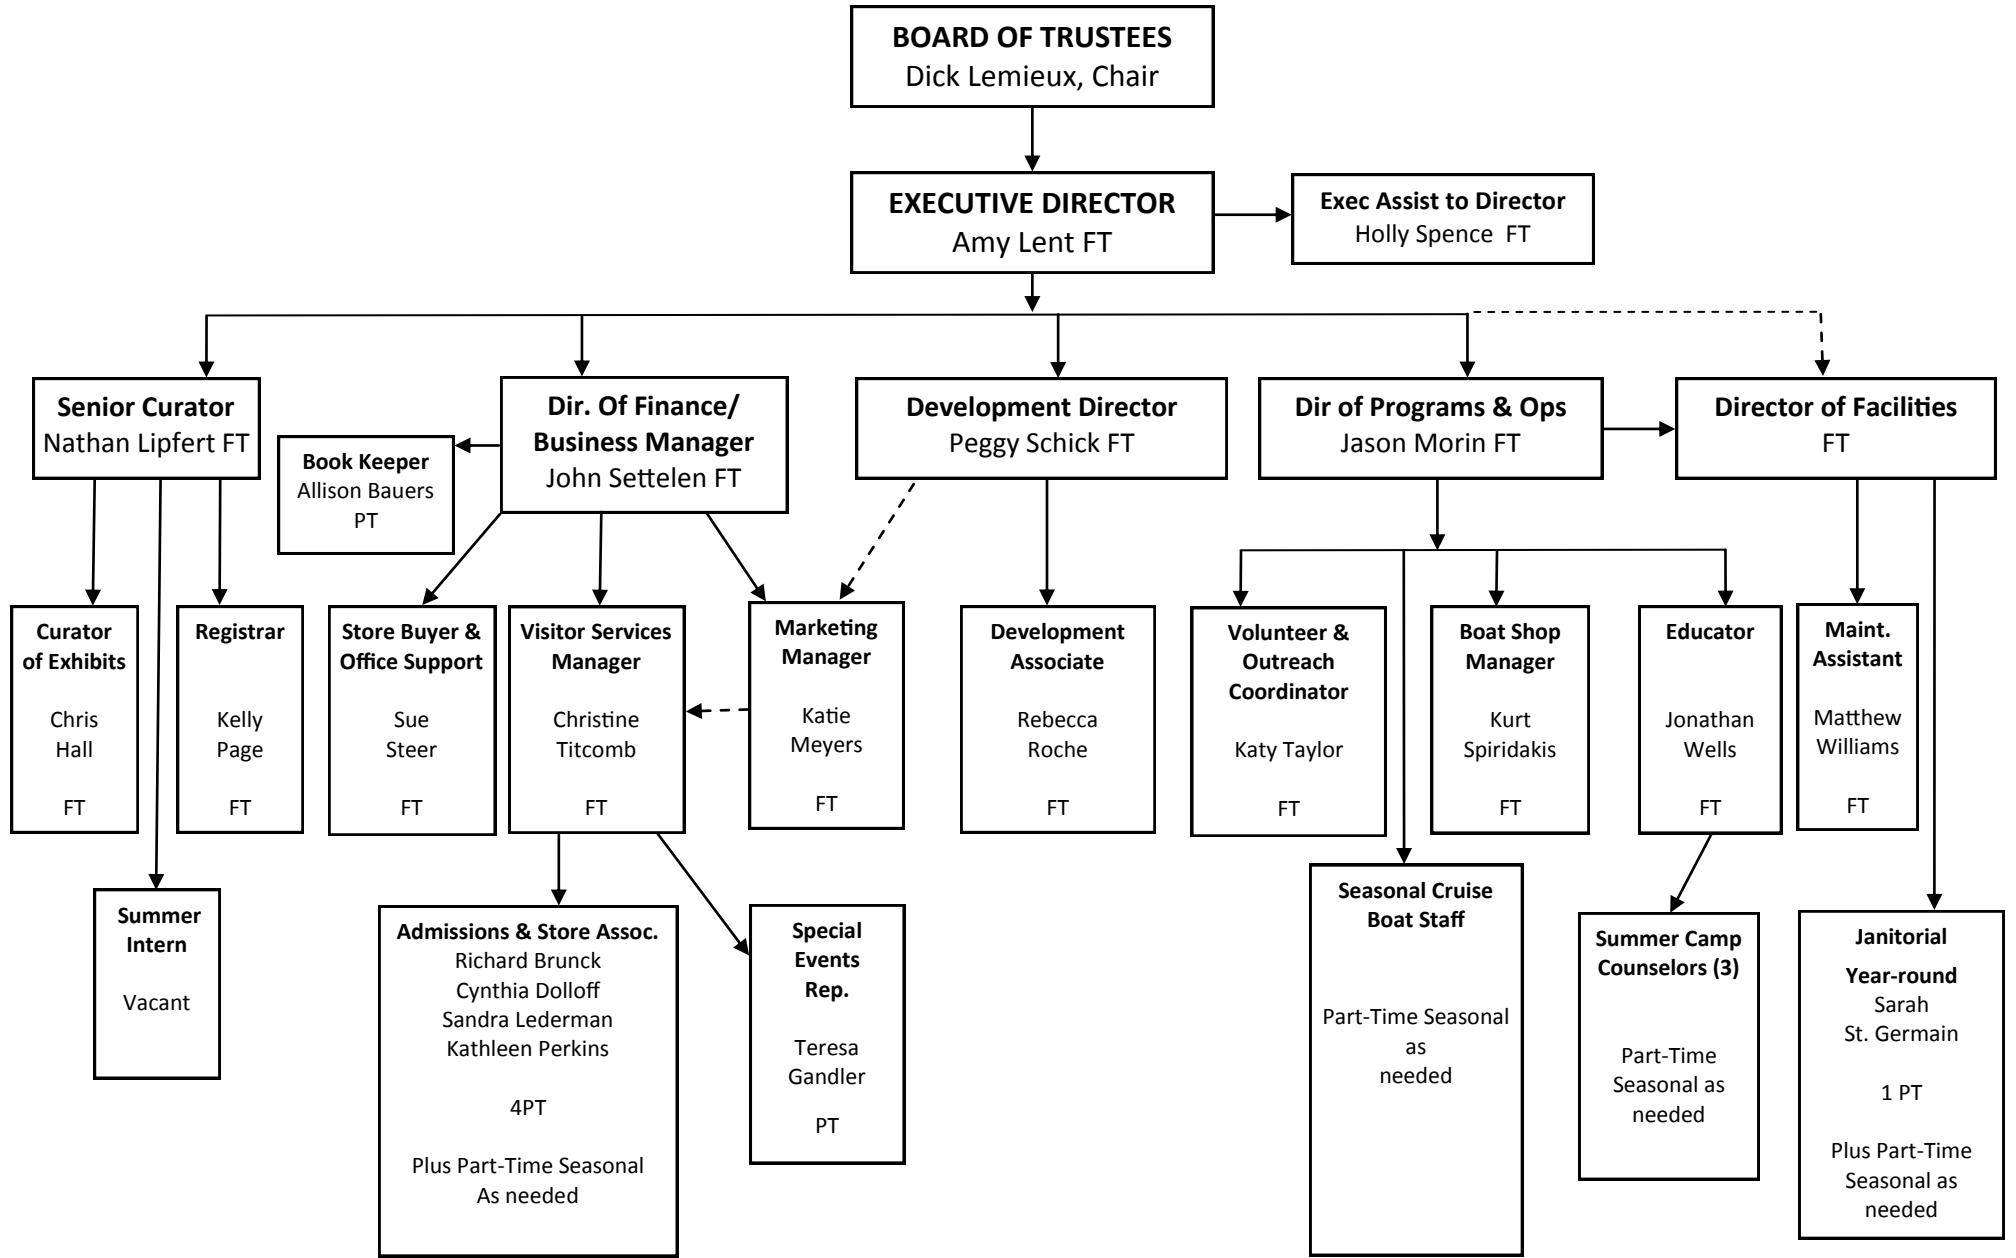 BOARD OF TRUSTEES
Dick Lemieux, Chair
EXECUTIVE DIRECTOR
Amy Lent FT
Exec Assist to Director
Holly Spence FT
Senior Curator
Nathan Lipfert FT
Book Keeper
Allison Bauers
PT
Dir. Of Finance/
Business Manager
John Settelen FT
Development Director
Peggy Schick FT
Dir of Programs & Ops
Jason Morin FT
Director of Facilities
FT
Curator
of Exhibits
Chris
Hall
FT
Registrar
Kelly
Page
FT
Store Buyer &
Office Support
Sue
Steer
FT
Visitor Services
Manager
Christine
Titcomb
FT
Marketing
Manager
Katie
Meyers
FT
Development
Associate
Rebecca
Roche
FT
Volunteer &
Outreach
Coordinator
Katy Taylor
FT
Boat Shop
Manager
Kurt
Spiridakis
FT
Educator
Jonathan
Wells
FT
Maint.
Assistant
Matthew
Williams
FT
Summer
Intern
Vacant
Admissions & Store Assoc.
Richard Brunck
Cynthia Dolloff
Sandra Lederman
Kathleen Perkins
4PT
Plus Part-Time Seasonal
As needed
Special
Events
Rep.
Teresa
Gandler
PT
Seasonal Cruise
Boat Staff
Part-Time Seasonal
as
needed
Summer Camp
Counselors (3)
Part-Time
Seasonal as
needed
Janitorial
Year-round
Sarah
St. Germain
1 PT
Plus Part-Time
Seasonal as
needed